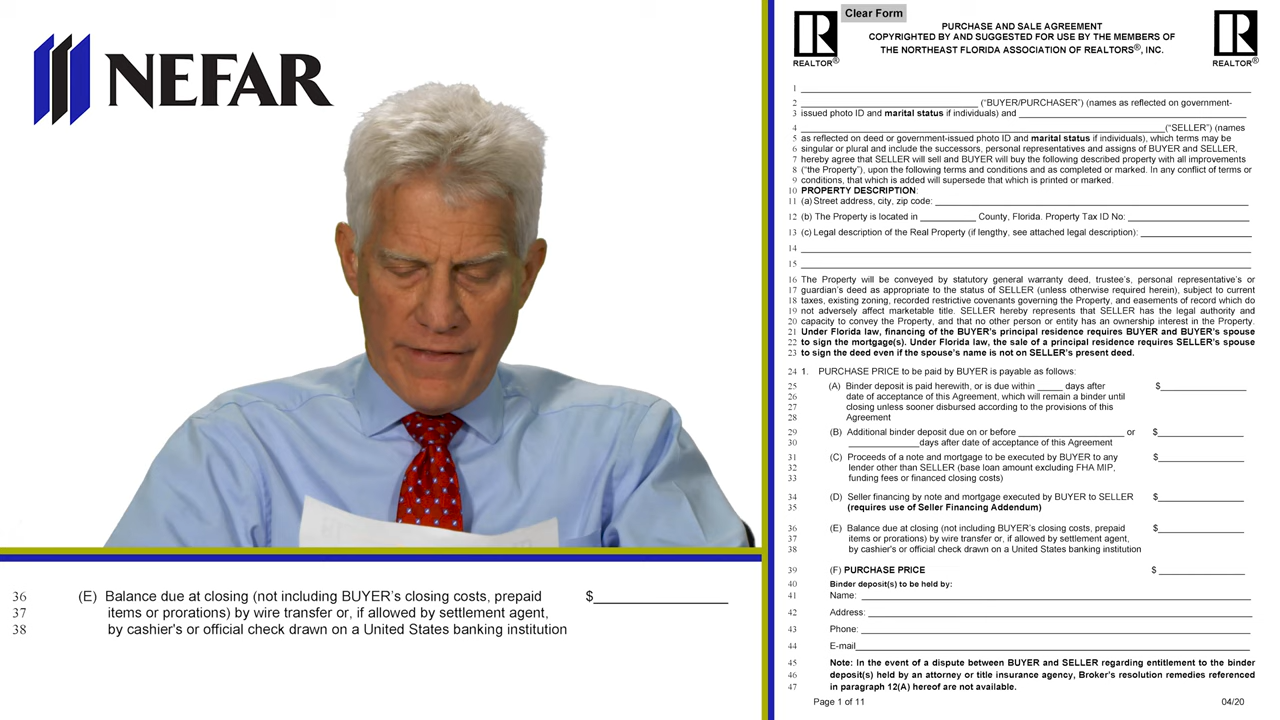 NEFAR
36 (E) Balance due at closing (not including BUYER's closing costs, prepaid $________________
37 items or prorations) by wire transfer or, if allowed by settlement agent,
38 by cashier's or official check drawn on a United States banking institution
Clear Form
REALTOR®
REALTOR®
PURCHASE AND SALE AGREEMENT
COPYRIGHTED BY AND SUGGESTED FOR USE BY THE MEMBERS OF
THE NORTHEAST FLORIDA ASSOCIATION OF REALTORS®, INC.
1 ________________
2 ________________ ("BUYER/PURCHASER") (names as reflected on government-
3 issued photo ID and marital status if individuals) and ________________
4 ________________("SELLER") (names
5 as reflected on deed or government-issued photo ID and marital status if individuals), which terms may be
6 singular or plural and include the successors, personal representatives and assigns of BUYER and SELLER,
7 hereby agree that SELLER will sell and BUYER will buy the following described property with all improvements
8 ("the Property"), upon the following terms and conditions and as completed or marked. In any conflict of terms or
9 conditions, that which is added will supersede that which is printed or marked.
10 PROPERTY DESCRIPTION:
11 (a) Street address, city, zip code: ________________
12 (b) The Property is located in ___________ County, Florida. Property Tax ID No: ________________
13 (c) Legal description of the Real Property (if lengthy, see attached legal description): ________________
14 ________________
15 ________________
16 The Property will be conveyed by statutory general warranty deed, trustee's, personal representative's or
17 guardian's deed as appropriate to the status of SELLER (unless otherwise required herein), subject to current
18 taxes, existing zoning, recorded restrictive covenants governing the Property, and easements of record which do
19 not adversely affect marketable title. SELLER hereby represents that SELLER has the legal authority and
20 capacity to convey the Property, and that no other person or entity has an ownership interest in the Property.
21 Under Florida law, financing of the BUYER's principal residence requires BUYER and BUYER's spouse
22 to sign the mortgage(s). Under Florida law, the sale of a principal residence requires SELLER's spouse
23 to sign the deed even if the spouse's name is not on SELLER's present deed.
24 1. PURCHASE PRICE to be paid by BUYER is payable as follows:
25 (A) Binder deposit is paid herewith, or is due within _____ days after $________________
26 date of acceptance of this Agreement, which will remain a binder until
27 closing unless sooner disbursed according to the provisions of this
28 Agreement
29 (B) Additional binder deposit due on or before ________________ or $________________
30 ______________days after date of acceptance of this Agreement
31 (C) Proceeds of a note and mortgage to be executed by BUYER to any $________________
32 lender other than SELLER (base loan amount excluding FHA MIP,
33 funding fees or financed closing costs)
34 (D) Seller financing by note and mortgage executed by BUYER to SELLER $________________
35 (requires use of Seller Financing Addendum)
36 (E) Balance due at closing (not including BUYER's closing costs, prepaid $________________
37 items or prorations) by wire transfer or, if allowed by settlement agent,
38 by cashier's or official check drawn on a United States banking institution
39 (F) PURCHASE PRICE $ ________________
40 Binder deposit(s) to be held by:
41 Name: ________________
42 Address: ________________
43 Phone: ________________
44 E-mail________________
45 Note: In the event of a dispute between BUYER and SELLER regarding entitlement to the binder
46 deposit(s) held by an attorney or title insurance agency, Broker's resolution remedies referenced
47 in paragraph 12(A) hereof are not available.
Page 1 of 11 04/20